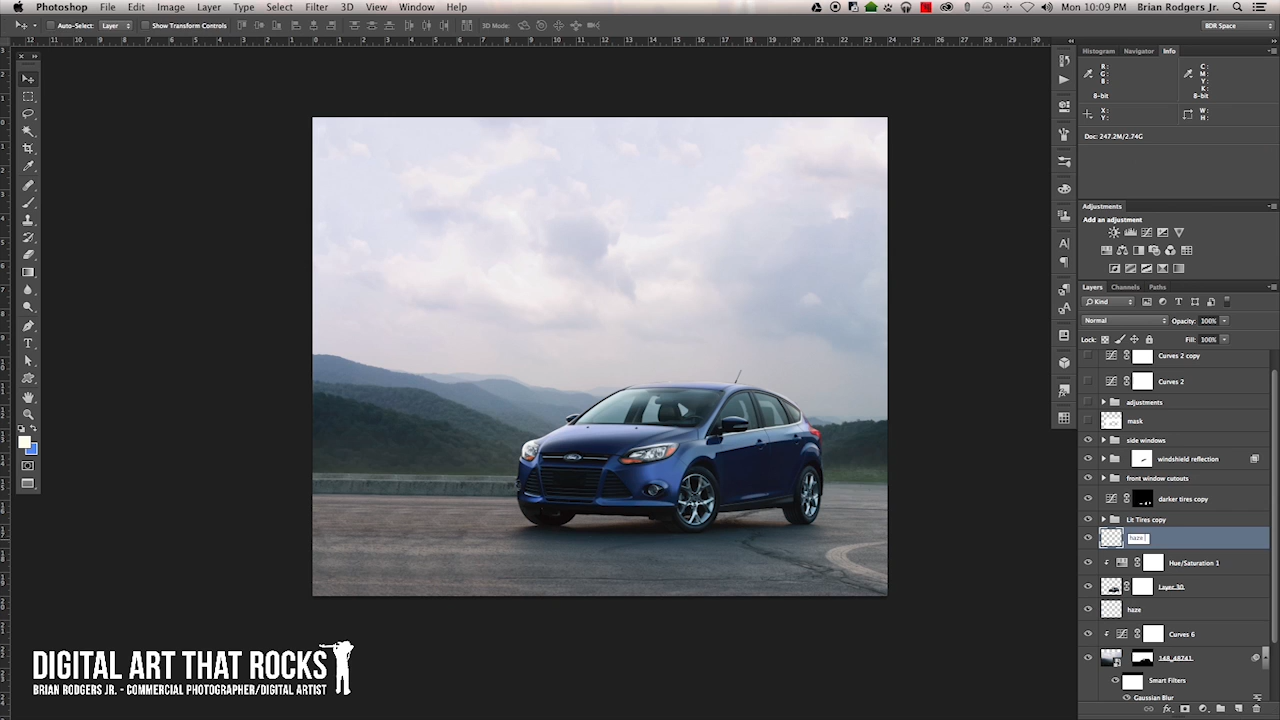 Photoshop File Edit Image Layer Type Select Filter 3D View Window Help Mon 10:09 PM Brian Rodgers Jr.
Auto-Select: Layer Show Transform Controls 3D Mode: BDR Space
Histogram Navigator Info
R: C:
G: M:
B: Y:
K:
8-bit 8-bit
X: W:
Y: H:
Doc: 247.2M/2.74G
Adjustments
Add an adjustment
Layers Channels Paths
Kind
Normal Opacity: 100%
Lock: Fill: 100%
Curves 2 copy
Curves 2
adjustments
mask
side windows
windshield reflection
front window cutouts
darker tires copy
Lit Tires copy
haze
Hue/Saturation 1
Layer 30
haze
Curves 6
148_48741
Smart Filters
Gaussian Blur
DIGITAL ART THAT ROCKS
BRIAN RODGERS JR. - COMMERCIAL PHOTOGRAPHER/DIGITAL ARTIST